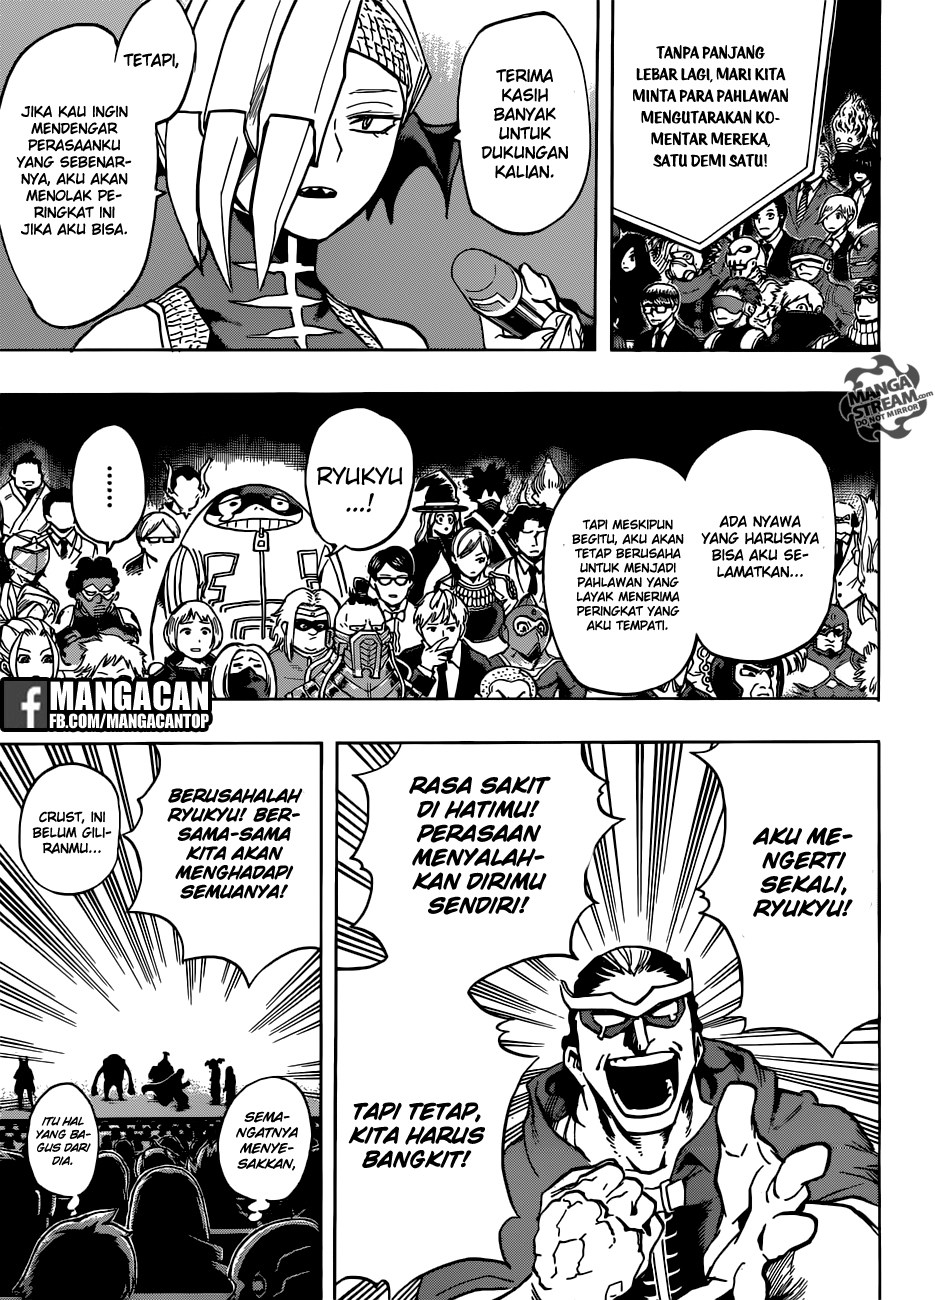 TANPA PANJANG
LEBAR LAGI, MARI KITA
MINTA PARA PAHLAWAN
MENGUTARAKAN KO-
MENTAR MEREKA,
SATU DEMI SATU!
TERIMA
KASIH
BANYAK
UNTUK
DUKUNGAN
KALIAN.
TETAPI,
JIKA KAU INGIN
MENDENGAR
PERASAANKU
YANG SEBENAR-
NYA, AKU AKAN
MENOLAK PE-
RINGKAT INI
JIKA AKU BISA.
MANGA
STREAM.com
DO NOT MIRROR
ADA NYAWA
YANG HARUSNYA
BISA AKU SE-
LAMATKAN...
TAPI MESKIPUN
BEGITU, AKU AKAN
TETAP BERUSAHA
UNTUK MENJADI
PAHLAWAN YANG
LAYAK MENERIMA
PERINGKAT YANG
AKU TEMPATI.
RYUKYU
...!
......
MANGACAN
FB.COM/MANGACANTOP
AKU ME-
NGERTI
SEKALI,
RYUKYU!
RASA SAKIT
DI HATIMU!
PERASAAN
MENYALAH-
KAN DIRIMU
SENDIRI!
TAPI TETAP,
KITA HARUS
BANGKIT!
BERUSAHALAH
RYUKYU! BER-
SAMA-SAMA
KITA AKAN
MENGHADAPI
SEMUANYA!
CRUST, INI
BELUM GILI-
RANMU...
SEMA-
NGATNYA
MENYE-
SAKKAN,
ITU HAL
YANG BA-
GUS DARI
DIA.